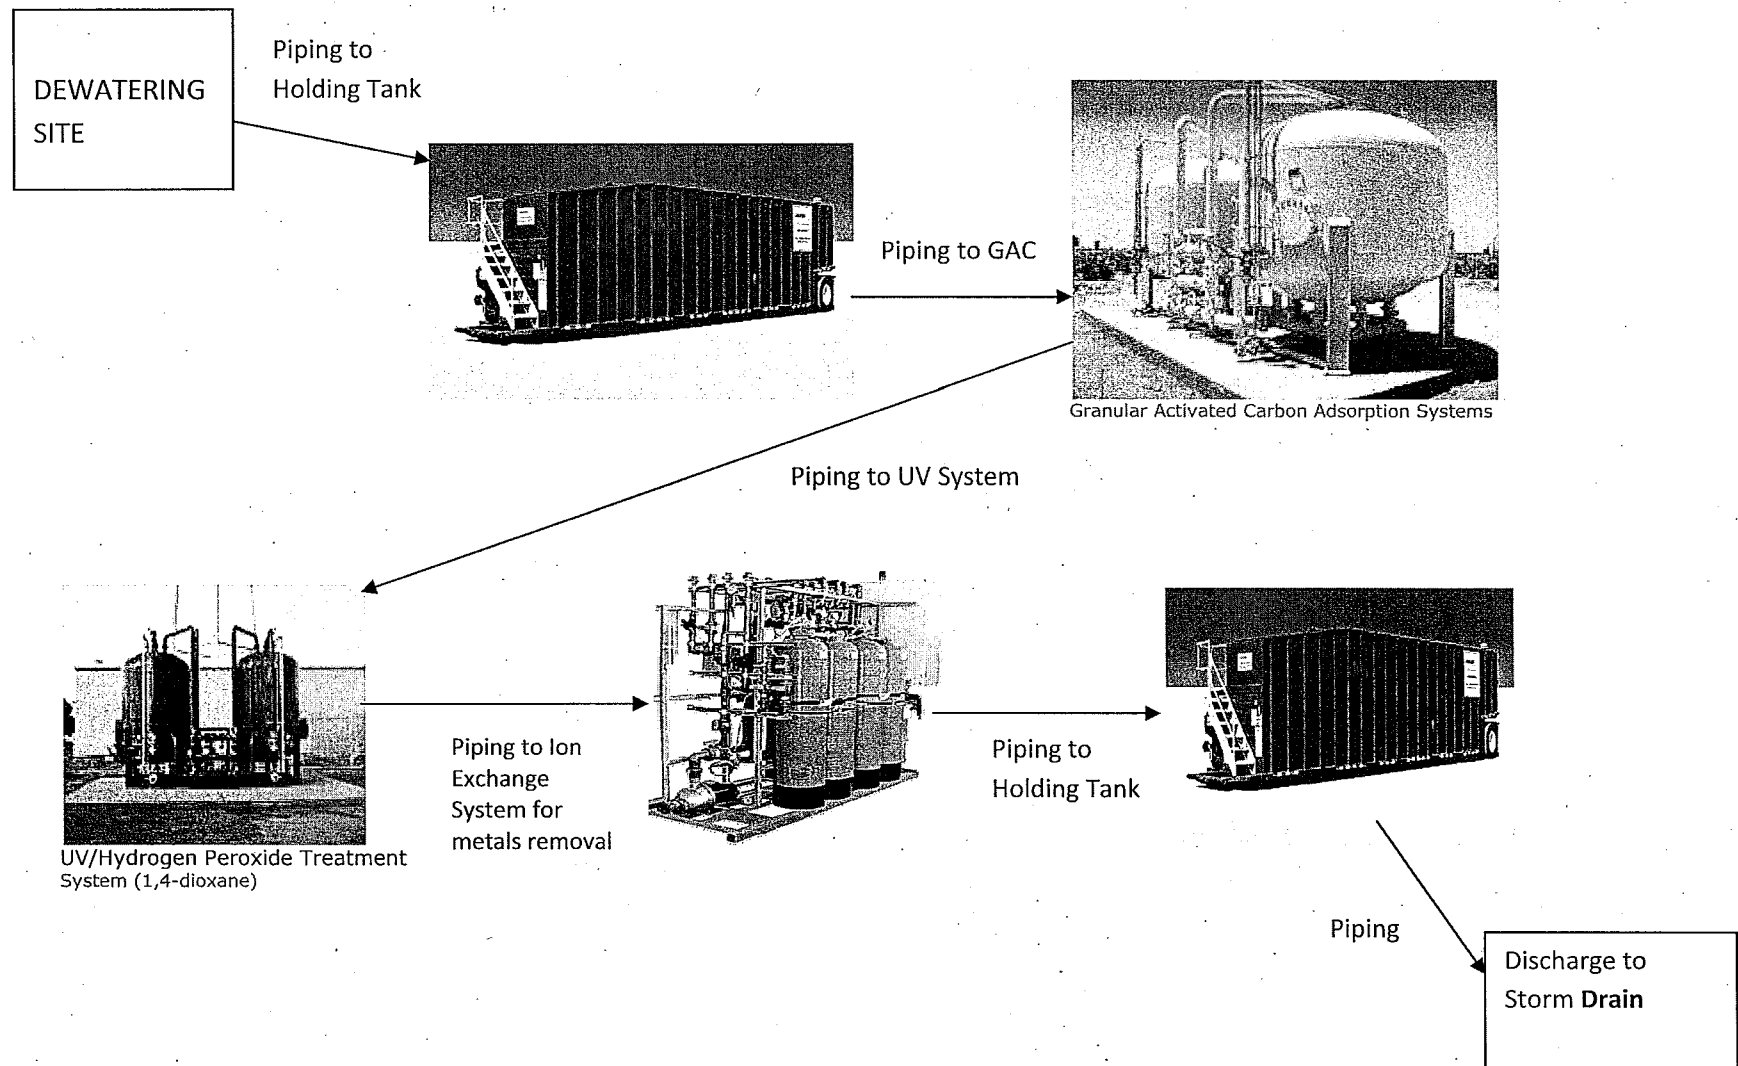 DEWATERING
SITE
Piping to
Holding Tank
Piping to GAC
Granular Activated Carbon Adsorption Systems
Piping to UV System
UV/Hydrogen Peroxide Treatment
System (1,4-dioxane)
Piping to Ion
Exchange
System for
metals removal
Piping to
Holding Tank
Piping
Discharge to
Storm Drain